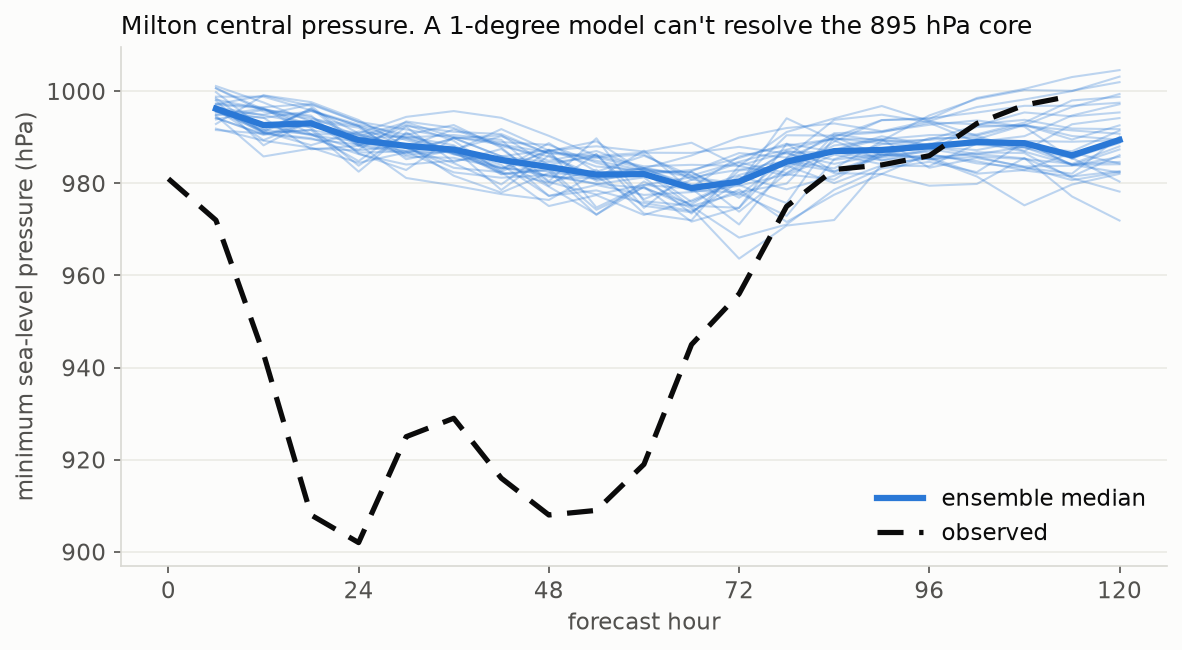 Milton central pressure. A 1-degree model can't resolve the 895 hPa core
minimum sea-level pressure (hPa)
1000
980
960
940
920
900
0 24 48 72 96 120
forecast hour
ensemble median
observed